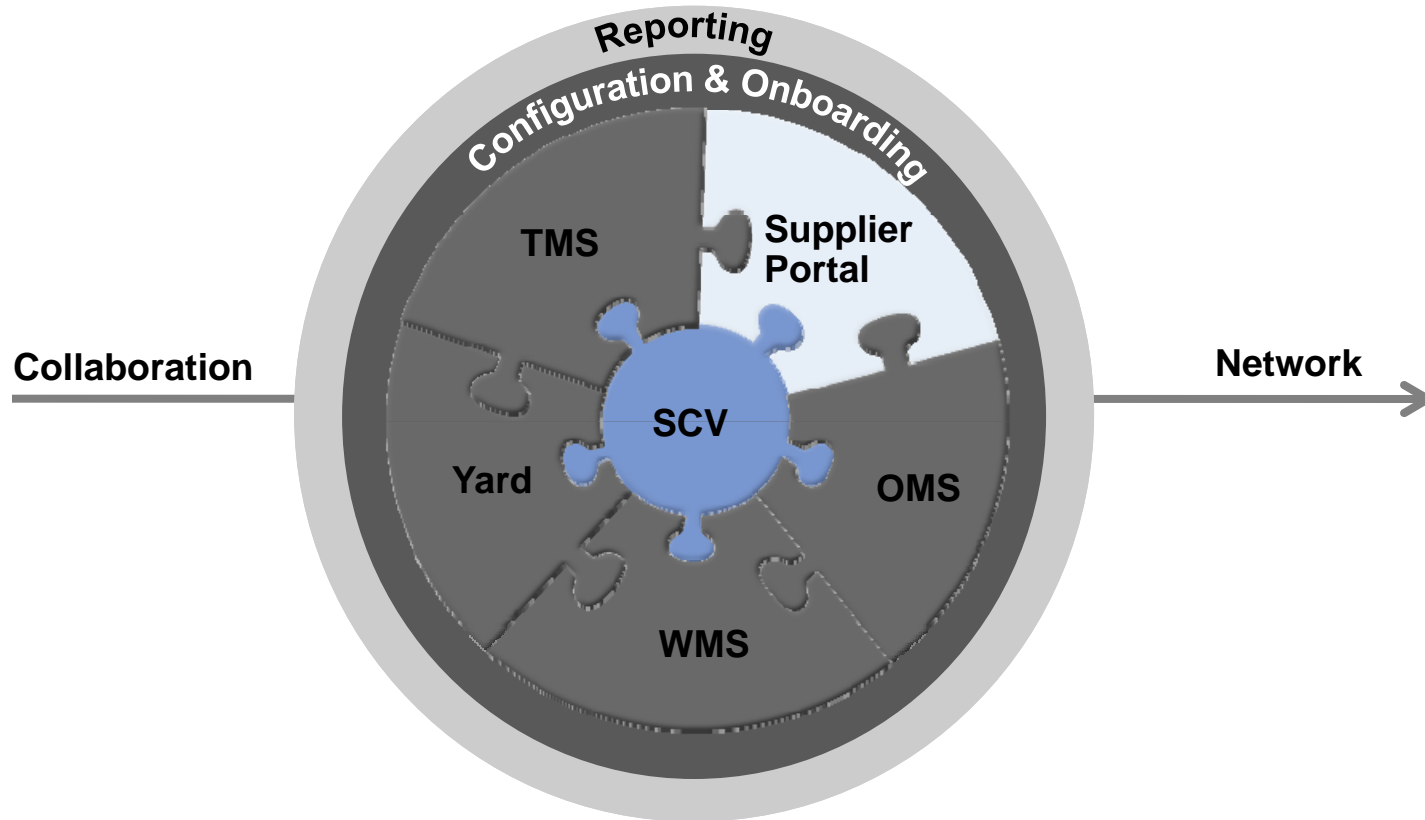 Reporting
Configuration & Onboarding
TMS
Supplier
Portal
Collaboration
Network
SCV
Yard
OMS
WMS